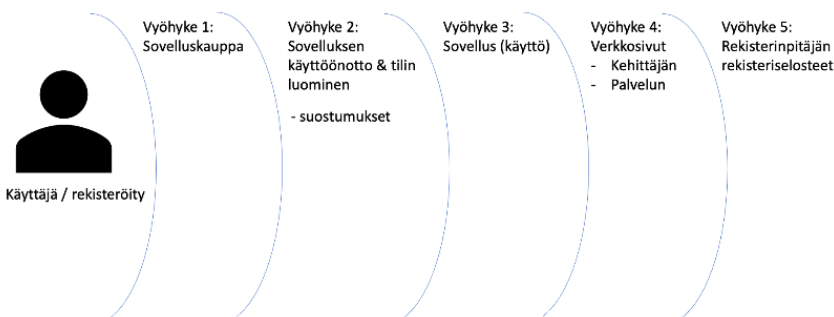 Vyöhyke 1:
Sovelluskauppa
Vyöhyke 2:
Sovelluksen
käyttöönotto & tilin
luominen
- suostumukset
Vyöhyke 3:
Sovellus (käyttö)
Vyöhyke 4:
Verkkosivut
- Kehittäjän
- Palvelun
Vyöhyke 5:
Rekisterinpitäjän
rekisteriselosteet
Käyttäjä / rekisteröity